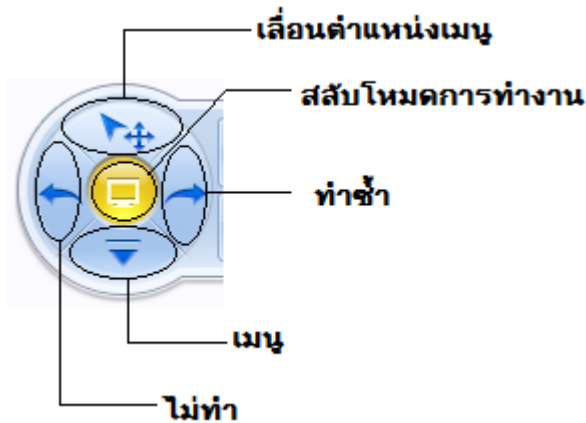 เลื่อนตำแหน่งเมนู
สลับโหมดการทำงาน
ทำซ้ำ
เมนู
ไม่ทำ